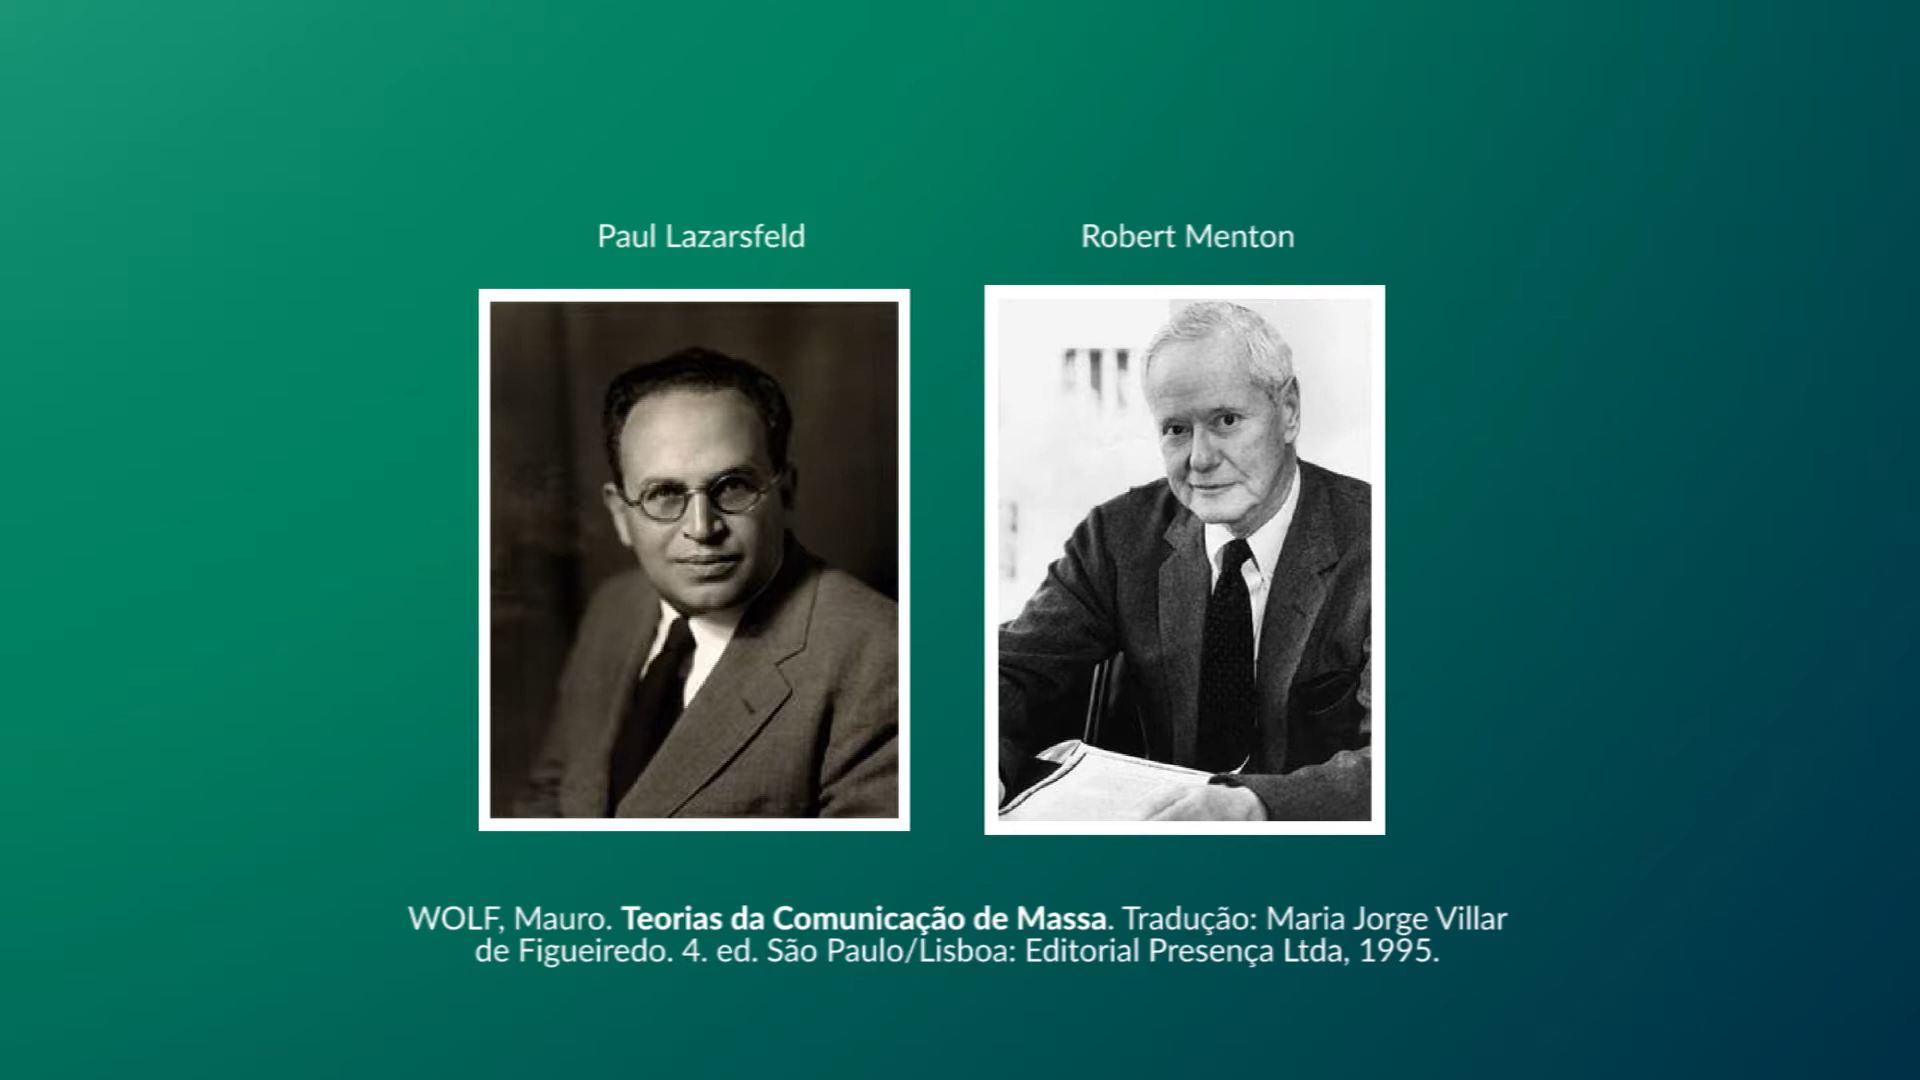 Paul Lazarsfeld
Robert Menton
WOLF, Mauro. Teorias da Comunicação de Massa. Tradução: Maria Jorge Villar
de Figueiredo. 4. ed. São Paulo/Lisboa: Editorial Presença Ltda, 1995.